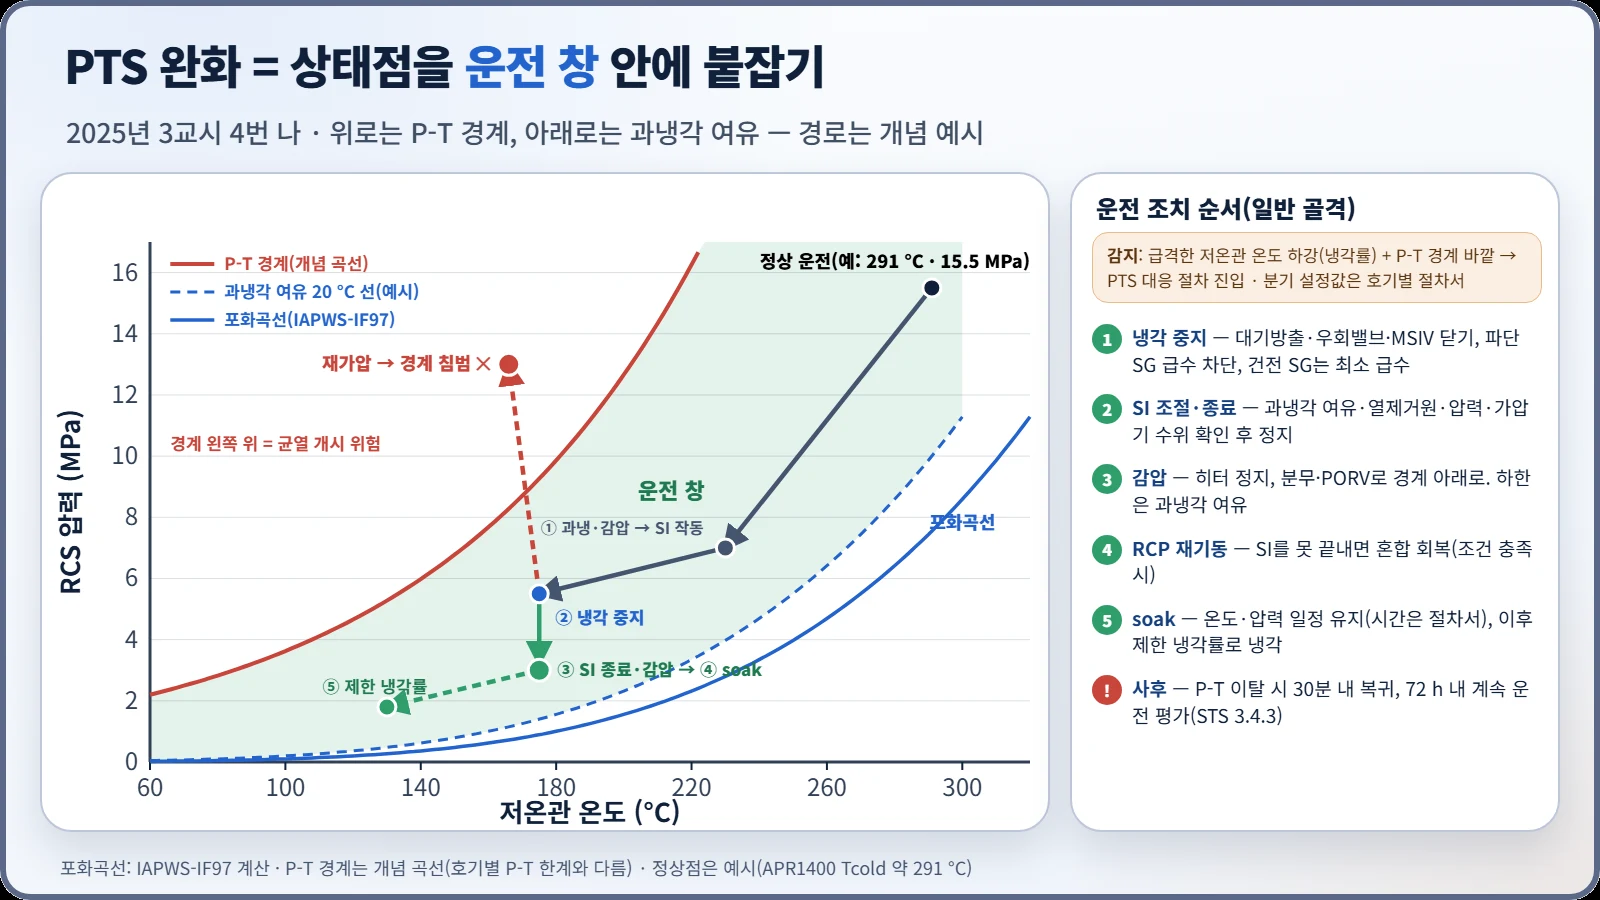 PTS 완화 = 상태점을 운전 창 안에 붙잡기
2025년 3교시 4번 나 · 위로는 P-T 경계, 아래로는 과냉각 여유 — 경로는 개념 예시
P-T 경계(개념 곡선)
과냉각 여유 20 °C 선(예시)
포화곡선(IAPWS-IF97)
정상 운전(예: 291 °C · 15.5 MPa)
재가압 → 경계 침범 ×
경계 왼쪽 위 = 균열 개시 위험
운전 창
① 과냉·감압 → SI 작동
포화곡선
② 냉각 중지
③ SI 종료·감압 → ④ soak
⑤ 제한 냉각률
RCS 압력 (MPa)
16
14
12
10
8
6
4
2
0
60 100 140 180 220 260 300
저온관 온도 (°C)
운전 조치 순서(일반 골격)
감지: 급격한 저온관 온도 하강(냉각률) + P-T 경계 바깥 →
PTS 대응 절차 진입 · 분기 설정값은 호기별 절차서
1 냉각 중지 — 대기방출·우회밸브·MSIV 닫기, 파단
SG 급수 차단, 건전 SG는 최소 급수
2 SI 조절·종료 — 과냉각 여유·열제거원·압력·가압
기 수위 확인 후 정지
3 감압 — 히터 정지, 분무·PORV로 경계 아래로. 하한
은 과냉각 여유
4 RCP 재기동 — SI를 못 끝내면 혼합 회복(조건 충족
시)
5 soak — 온도·압력 일정 유지(시간은 절차서), 이후
제한 냉각률로 냉각
! 사후 — P-T 이탈 시 30분 내 복귀, 72 h 내 계속 운
전 평가(STS 3.4.3)
포화곡선: IAPWS-IF97 계산 · P-T 경계는 개념 곡선(호기별 P-T 한계와 다름) · 정상점은 예시(APR1400 Tcold 약 291 °C)